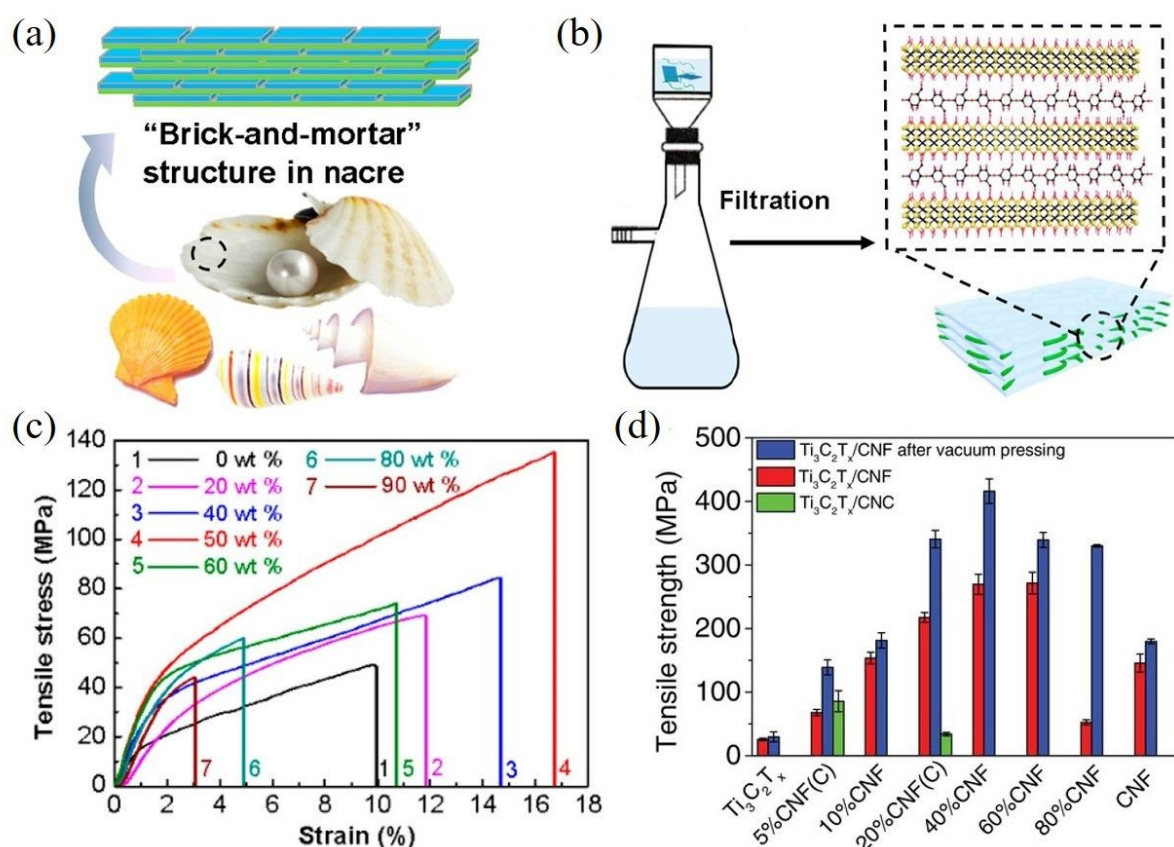 (a)
“Brick-and-mortar”
structure in nacre
(b)
Filtration
(c)
Tensile stress (MPa)
140
120
100
80
60
40
20
0
1 0 wt %
2 20 wt %
3 40 wt %
4 50 wt %
5 60 wt %
6 80 wt %
7 90 wt %
7
6
1
5
2
3
4
0 2 4 6 8 10 12 14 16 18
Strain (%)
(d)
Tensile strength (MPa)
500
400
300
200
100
0
Ti₃C₂Tₓ/CNF after vacuum pressing
Ti₃C₂Tₓ/CNF
Ti₃C₂Tₓ/CNC
Ti₃C₂Tₓ
5%CNF(C)
10%CNF
20%CNF(C)
40%CNF
60%CNF
80%CNF
CNF